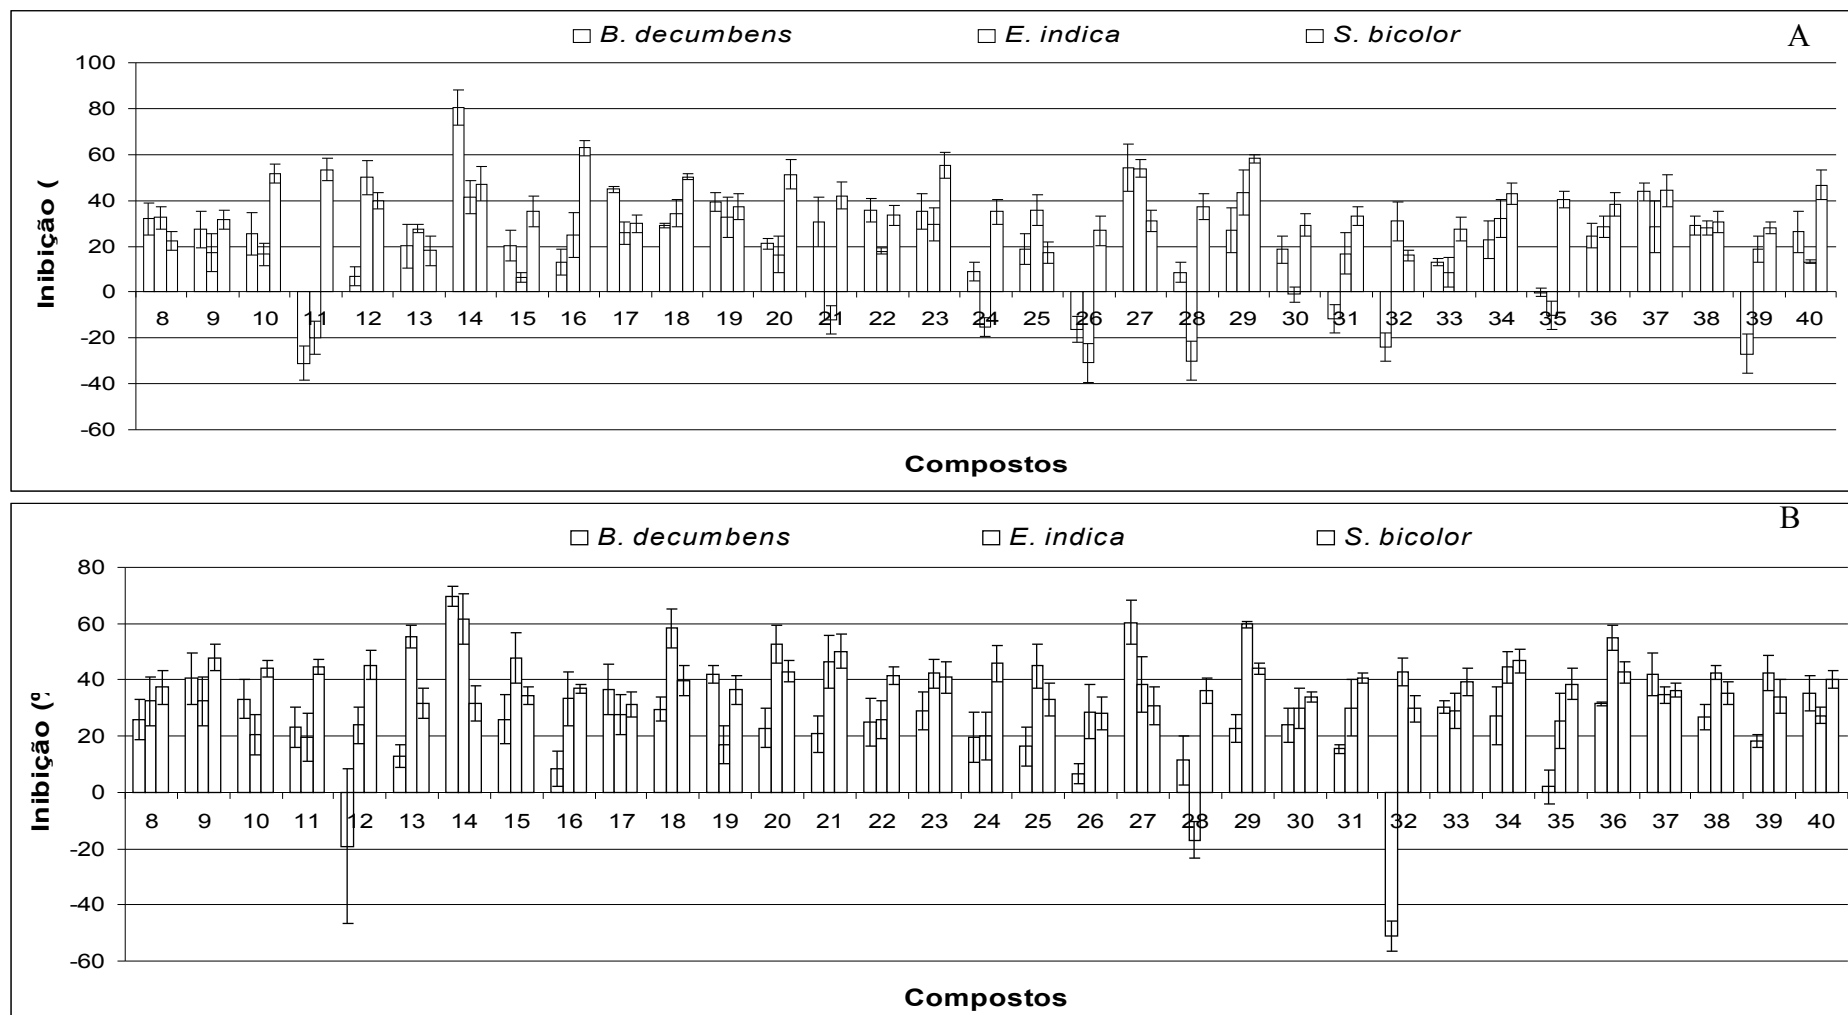 B. decumbens E. indica S. bicolor A
100
80
60
40
20
0
-20
-40
-60
Inibição (
8 9 10 11 12 13 14 15 16 17 18 19 20 21 22 23 24 25 26 27 28 29 30 31 32 33 34 35 36 37 38 39 40
Compostos
B
B. decumbens E. indica S. bicolor
80
60
40
20
0
-20
-40
-60
Inibição (%
8 9 10 11 12 13 14 15 16 17 18 19 20 21 22 23 24 25 26 27 28 29 30 31 32 33 34 35 36 37 38 39 40
Compostos